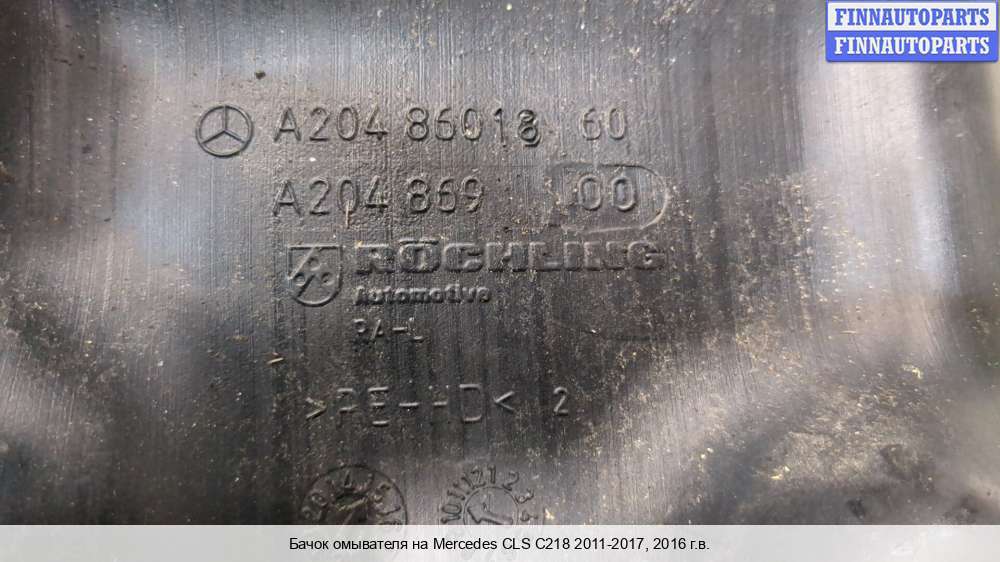 FINNAUTOPARTS
FINNAUTOPARTS
A204 86018 60
A204 869 00
RÖCHLING
Automotive
RA-L
>PE-HD< 2
Бачок омывателя на Mercedes CLS C218 2011-2017, 2016 г.в.